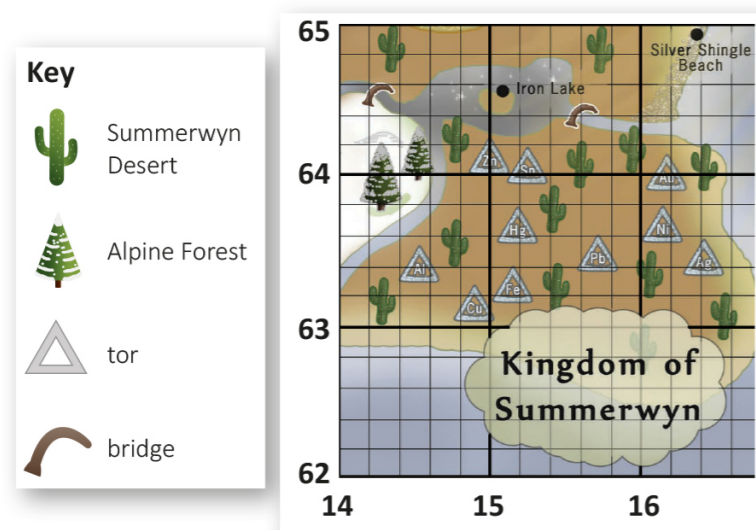 Key
Summerwyn
Desert
Alpine Forest
tor
bridge
65
64
63
62
14
15
16
Silver Shingle
Beach
Iron Lake
Zn
Sn
Au
Hg
Ni
Al
Pb
Ag
Fe
Cu
Kingdom of
Summerwyn